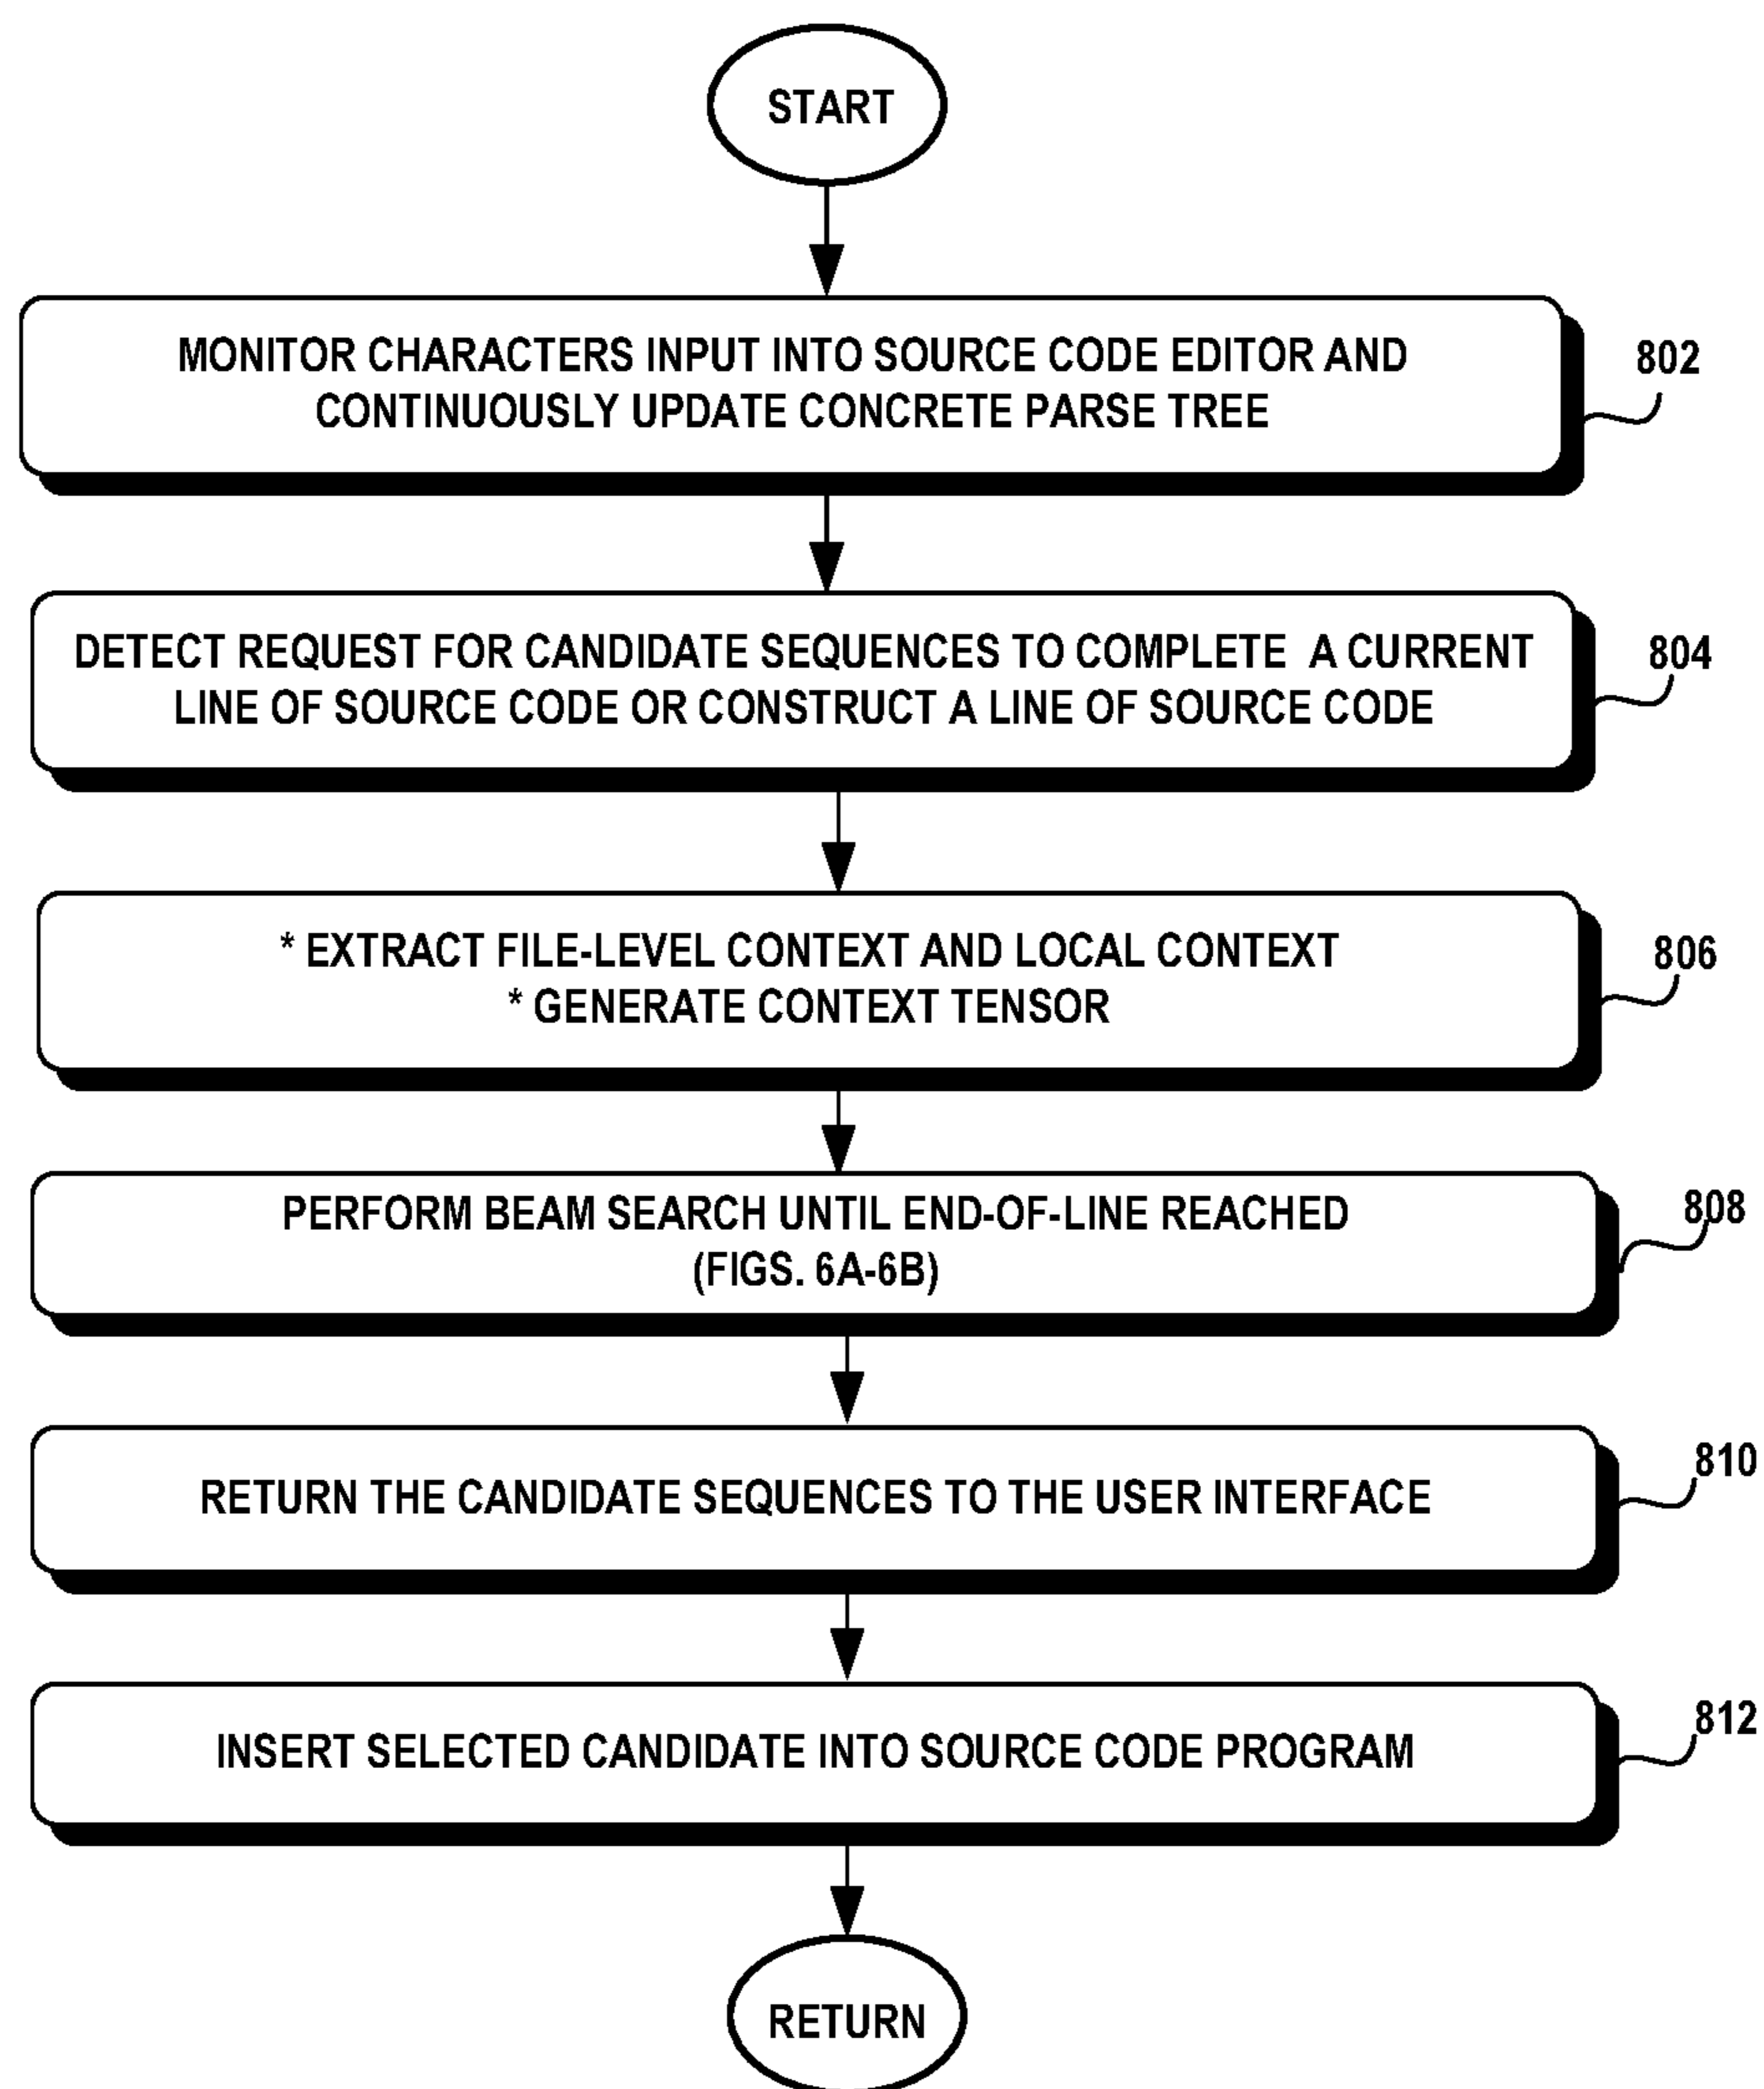 START
MONITOR CHARACTERS INPUT INTO SOURCE CODE EDITOR AND
CONTINUOUSLY UPDATE CONCRETE PARSE TREE
802
DETECT REQUEST FOR CANDIDATE SEQUENCES TO COMPLETE A CURRENT
LINE OF SOURCE CODE OR CONSTRUCT A LINE OF SOURCE CODE
804
* EXTRACT FILE-LEVEL CONTEXT AND LOCAL CONTEXT
* GENERATE CONTEXT TENSOR
806
PERFORM BEAM SEARCH UNTIL END-OF-LINE REACHED
(FIGS. 6A-6B)
808
RETURN THE CANDIDATE SEQUENCES TO THE USER INTERFACE
810
INSERT SELECTED CANDIDATE INTO SOURCE CODE PROGRAM
812
RETURN